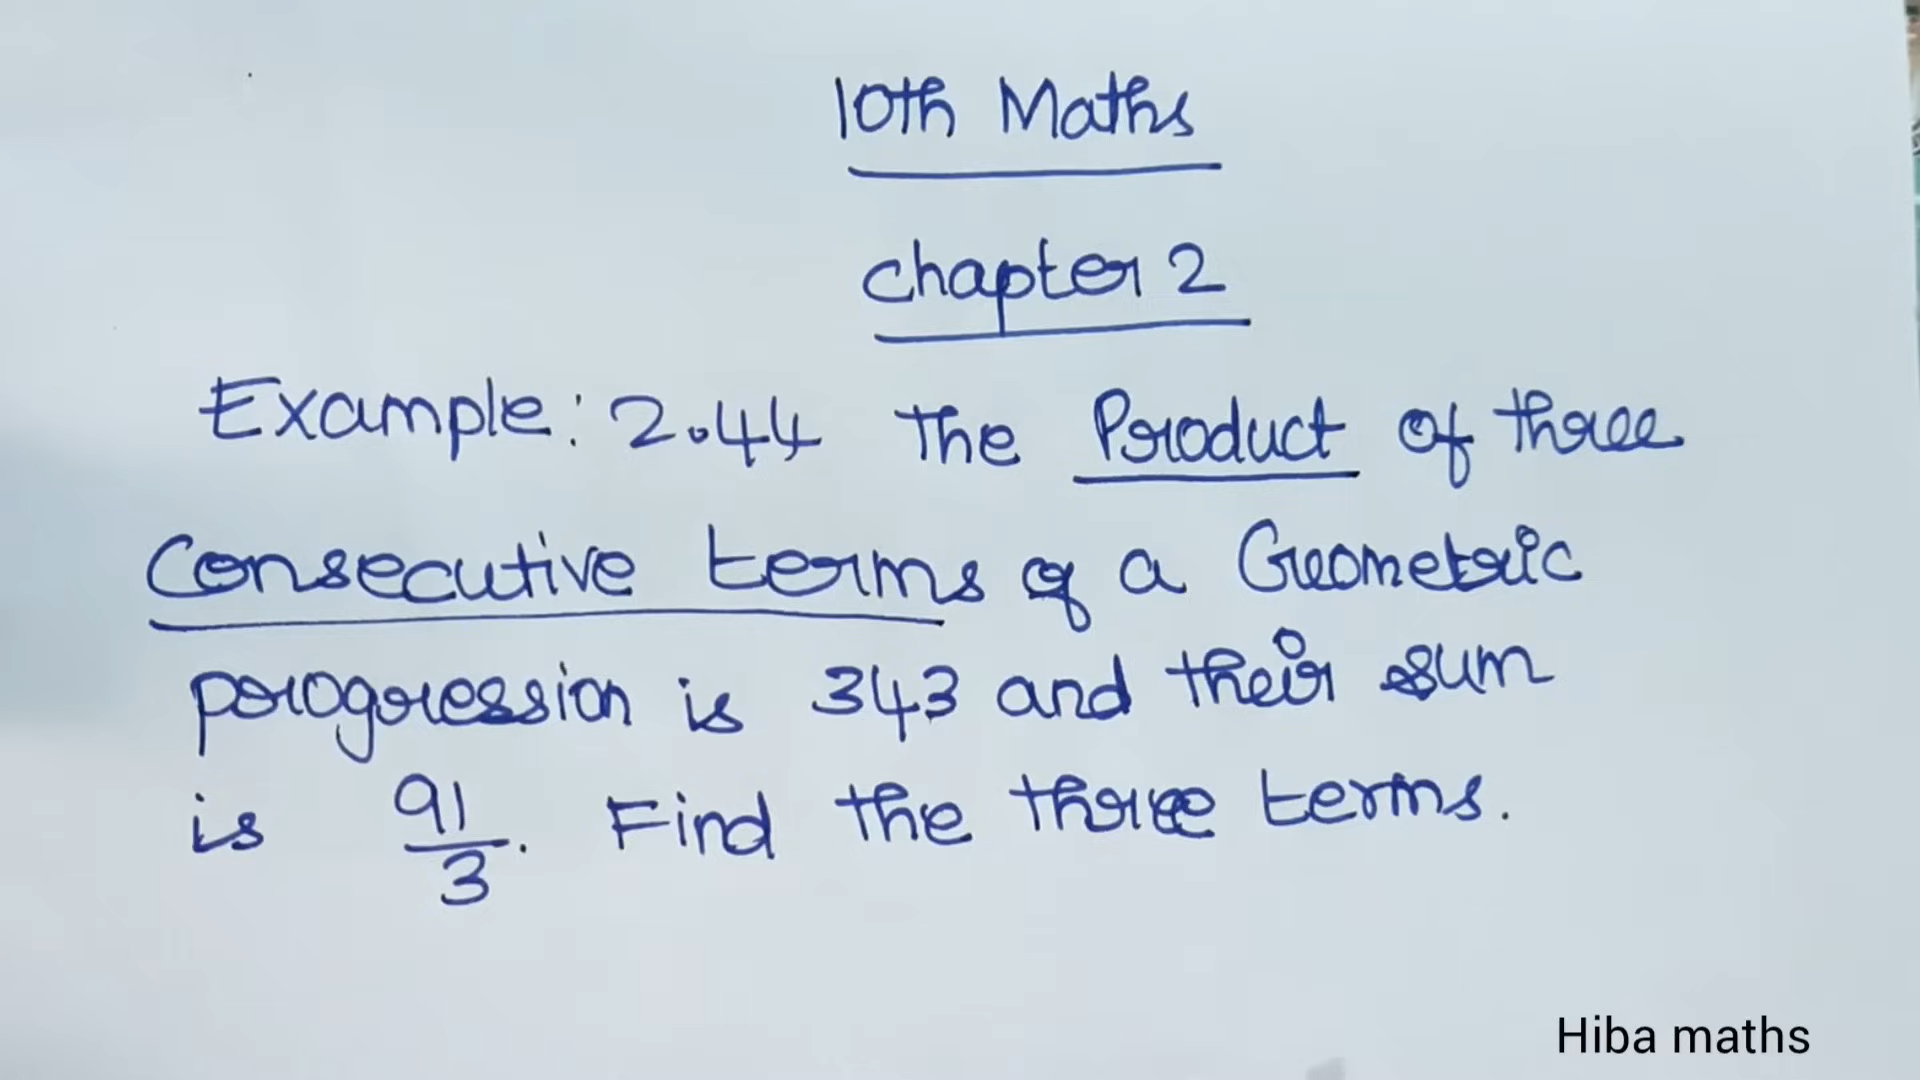 10th Maths
Chapter 2
Example: 2.44 The Product of three
Consecutive terms of a Geometric
progression is 343 and their sum
is 91/3. Find the three terms.
Hiba maths